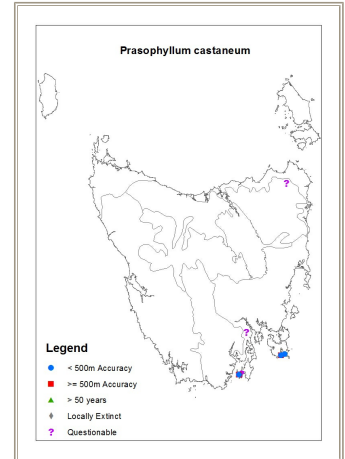 Prasophyllum castaneum
?
?
Legend
< 500m Accuracy
>= 500m Accuracy
> 50 years
Locally Extinct
? Questionable